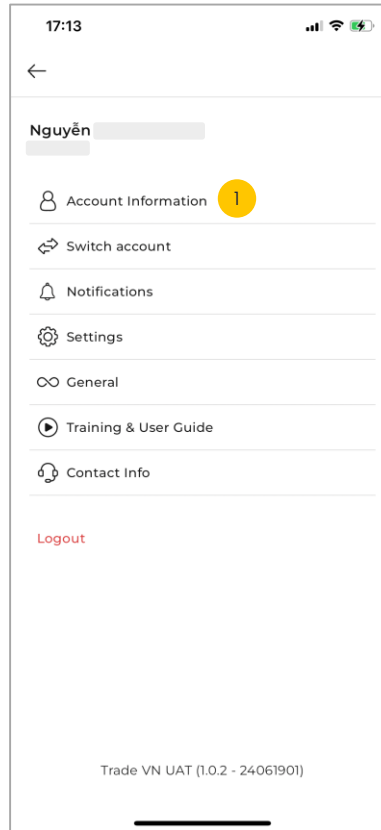 17:13
Nguyễn
Account Information 1
Switch account
Notifications
Settings
General
Training & User Guide
Contact Info
Logout
Trade VN UAT (1.0.2 - 24061901)